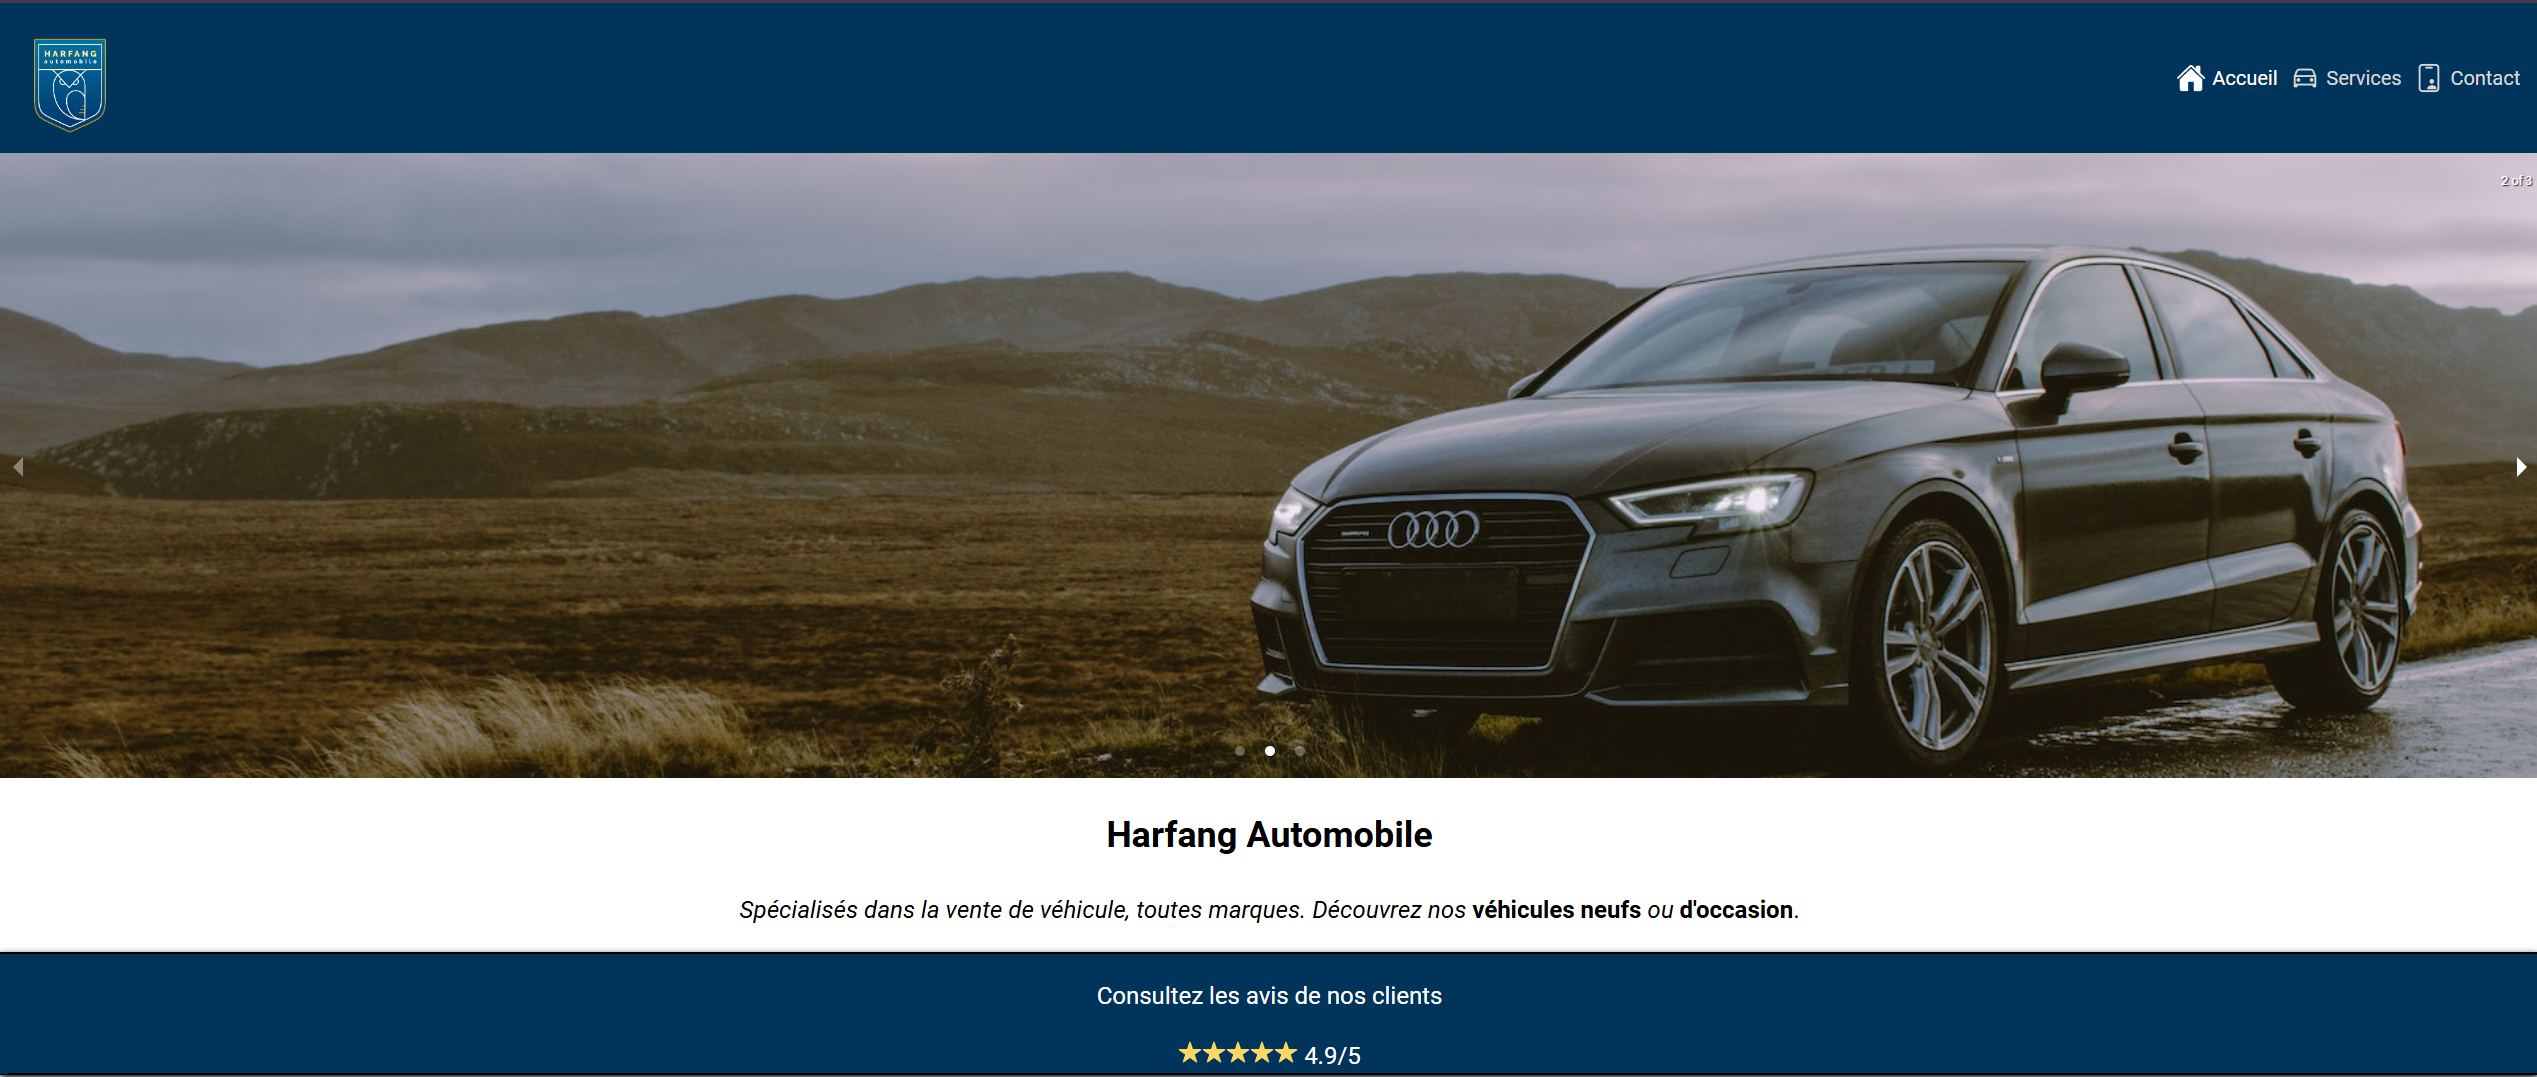 HARFANG
automobile
Accueil Services Contact
2 of 3
Harfang Automobile
Spécialisés dans la vente de véhicule, toutes marques. Découvrez nos véhicules neufs ou d'occasion.
Consultez les avis de nos clients
4.9/5